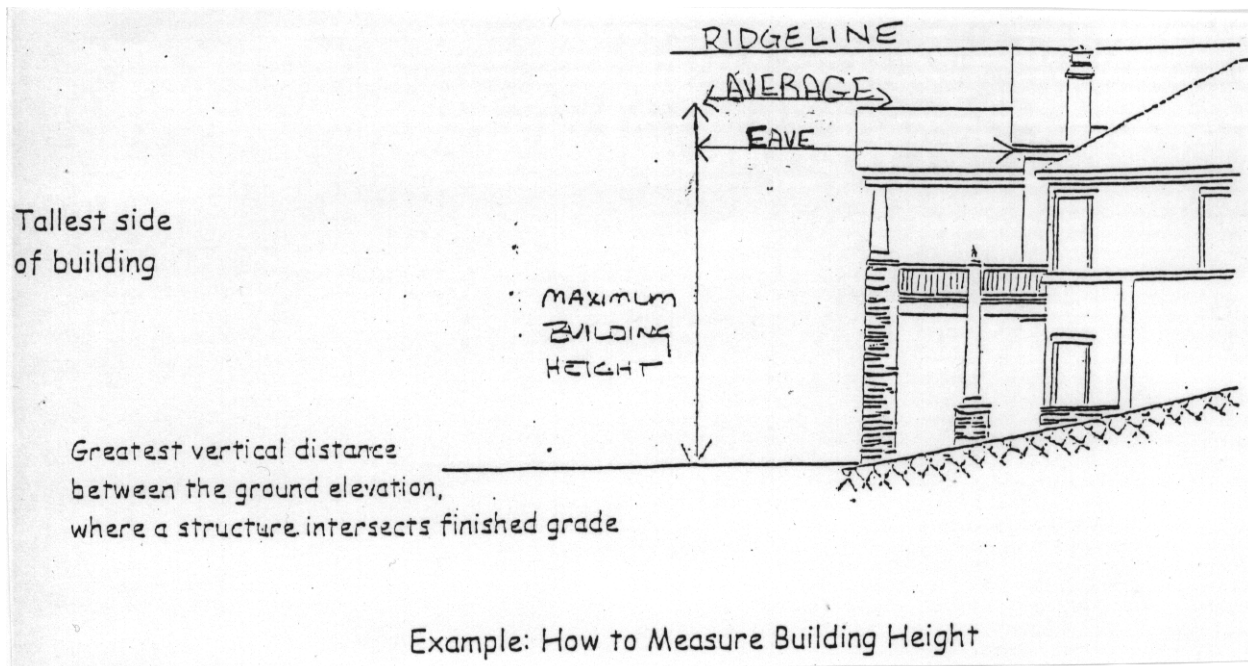 RIDGELINE
AVERAGE
EAVE
Tallest side
of building
MAXIMUM
BUILDING
HEIGHT
Greatest vertical distance
between the ground elevation,
where a structure intersects finished grade
Example: How to Measure Building Height